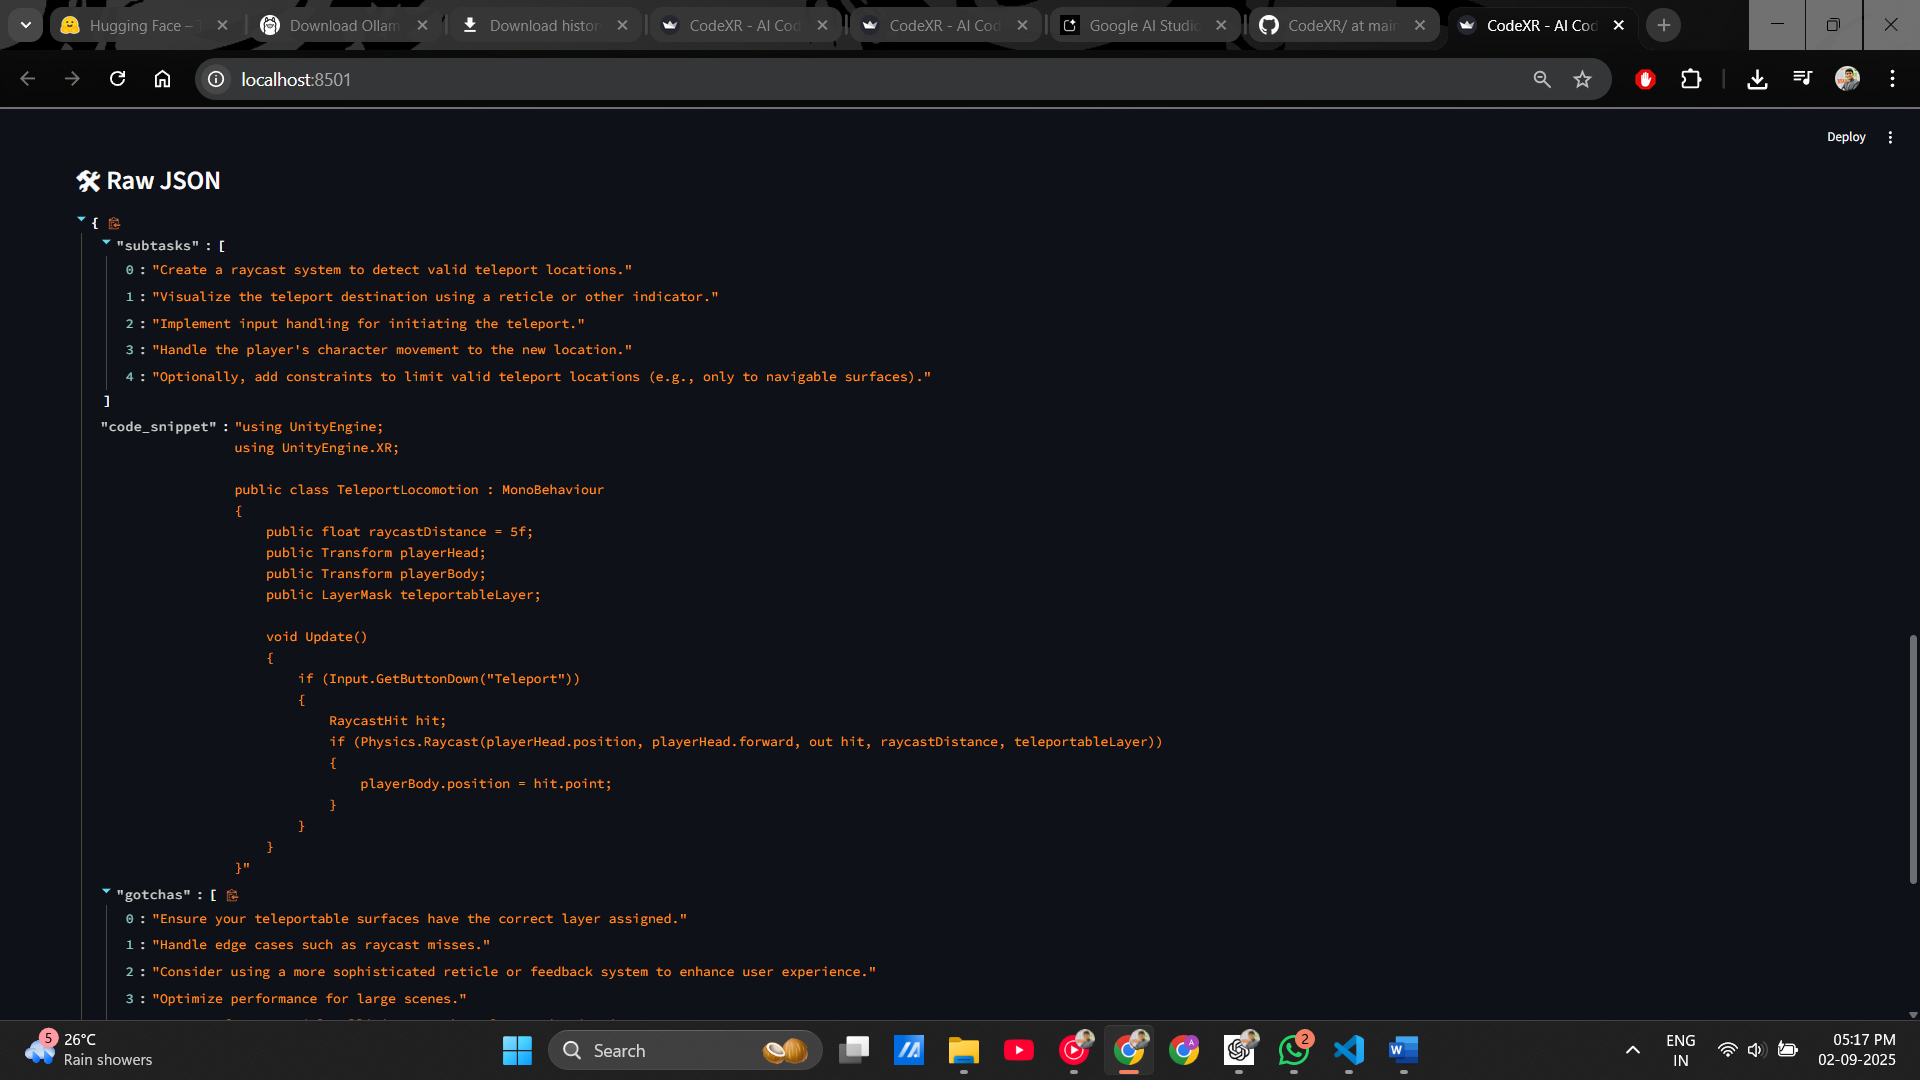 Hugging Face – T
Download Ollam
Download histor
CodeXR - AI Cod
CodeXR - AI Cod
Google AI Studio
CodeXR/ at main
CodeXR - AI Cod
localhost:8501
Deploy
🛠 Raw JSON
{
"subtasks" : [
0 : "Create a raycast system to detect valid teleport locations."
1 : "Visualize the teleport destination using a reticle or other indicator."
2 : "Implement input handling for initiating the teleport."
3 : "Handle the player's character movement to the new location."
4 : "Optionally, add constraints to limit valid teleport locations (e.g., only to navigable surfaces)."
]
"code_snippet" : "using UnityEngine;
using UnityEngine.XR;
public class TeleportLocomotion : MonoBehaviour
{
public float raycastDistance = 5f;
public Transform playerHead;
public Transform playerBody;
public LayerMask teleportableLayer;
void Update()
{
if (Input.GetButtonDown("Teleport"))
{
RaycastHit hit;
if (Physics.Raycast(playerHead.position, playerHead.forward, out hit, raycastDistance, teleportableLayer))
{
playerBody.position = hit.point;
}
}
}
}"
"gotchas" : [
0 : "Ensure your teleportable surfaces have the correct layer assigned."
1 : "Handle edge cases such as raycast misses."
2 : "Consider using a more sophisticated reticle or feedback system to enhance user experience."
3 : "Optimize performance for large scenes."
5
26°C
Rain showers
Search
2
ENG
IN
05:17 PM
02-09-2025